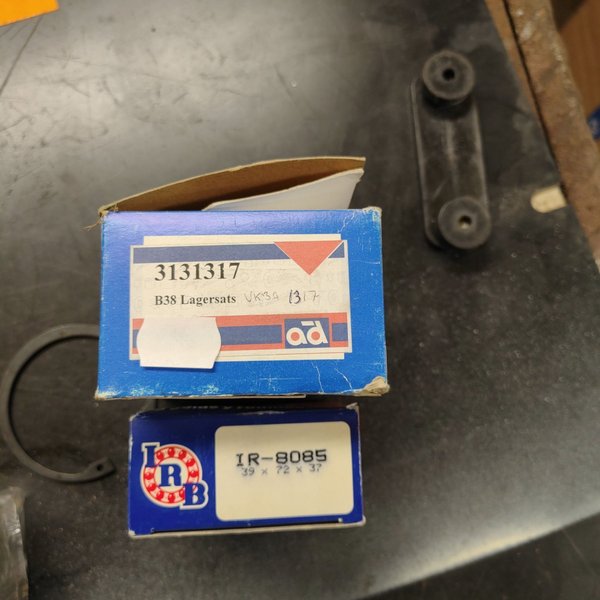 3131317
B38 Lagersats VKBA 1317
ad
IR-8085
39 x 72 x 37
IRB